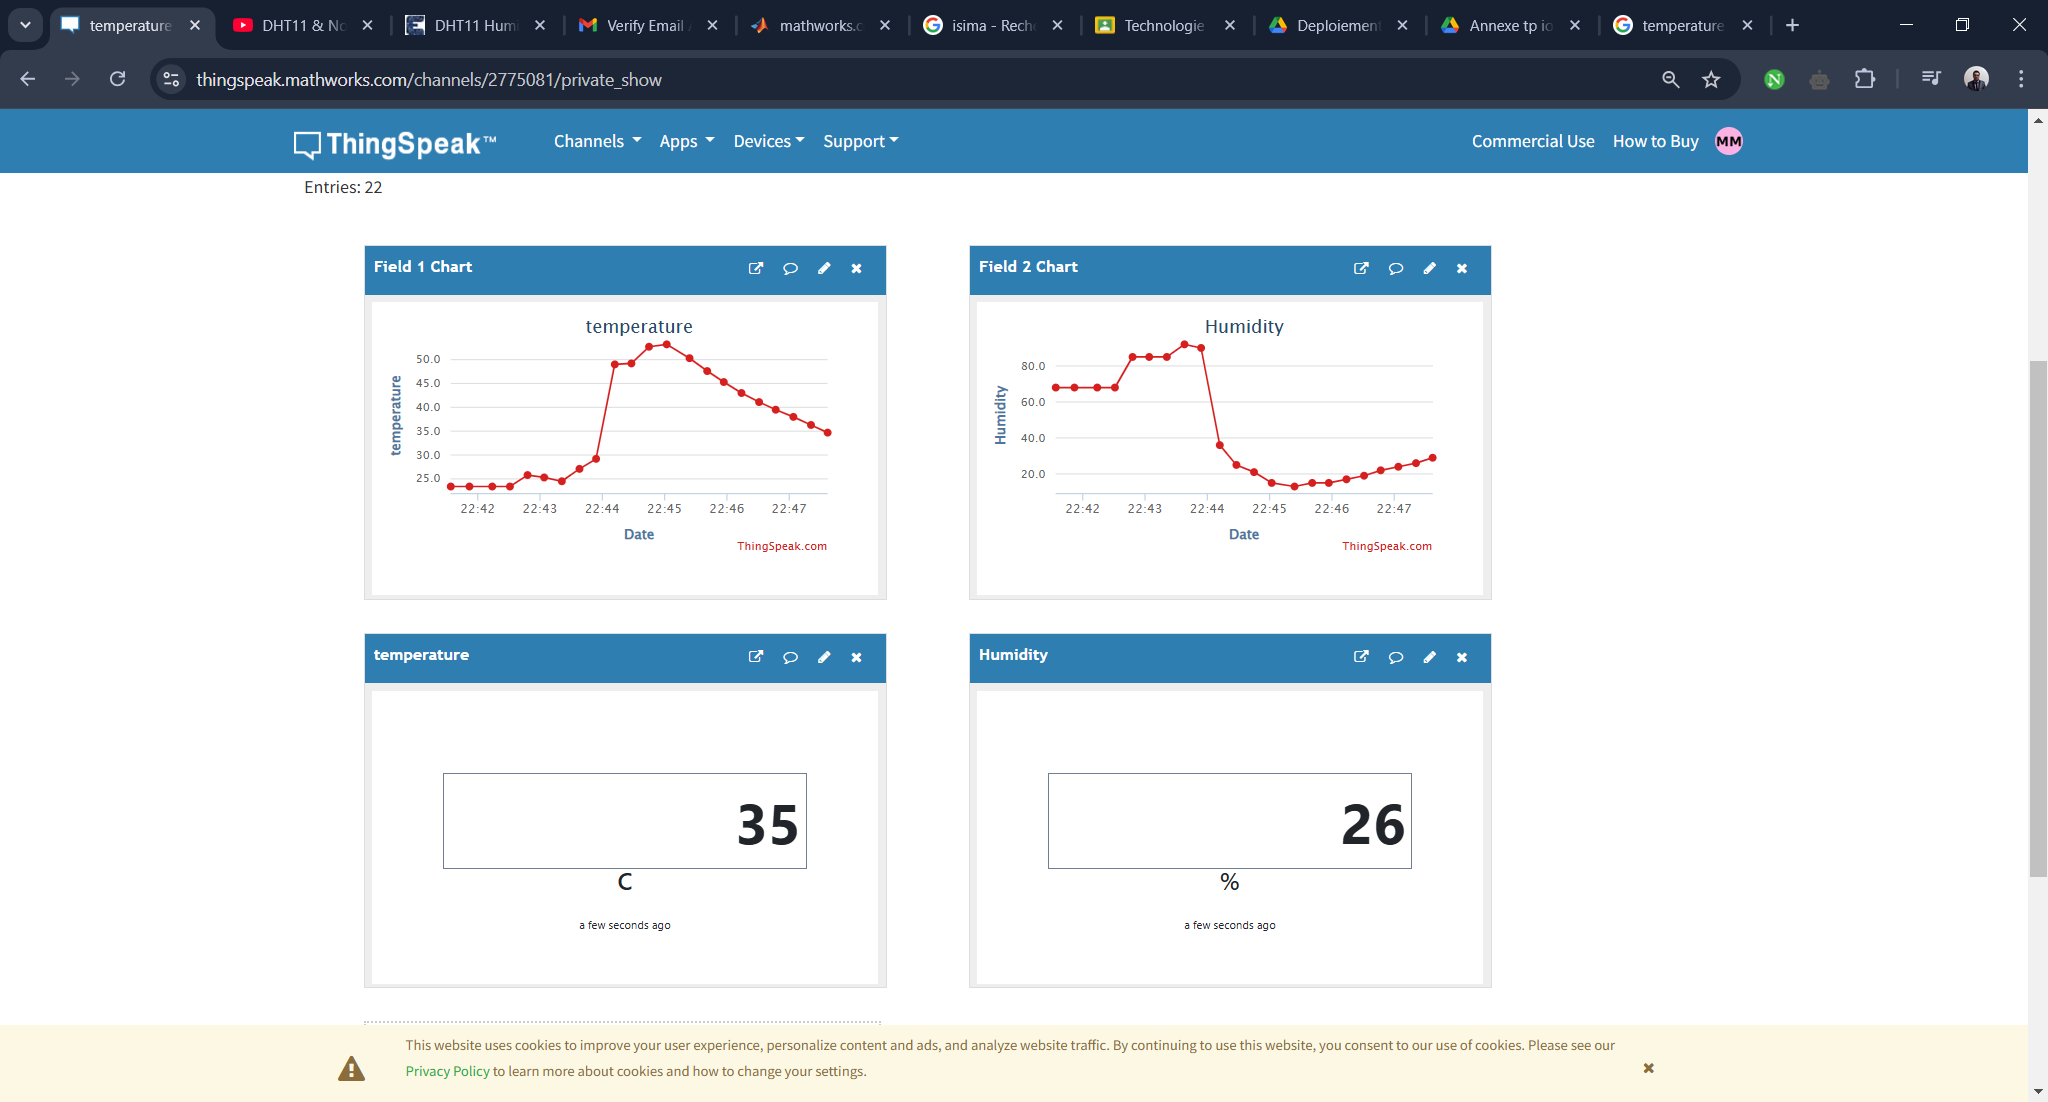 temperature
DHT11 & No
DHT11 Hum
Verify Email
mathworks.c
isima - Rech
Technologie
Deploiemen
Annexe tp io
temperature
thingspeak.mathworks.com/channels/2775081/private_show
ThingSpeak™
Channels
Apps
Devices
Support
Commercial Use
How to Buy
MM
Entries: 22
Field 1 Chart
temperature
temperature
50.0
45.0
40.0
35.0
30.0
25.0
22:42 22:43 22:44 22:45 22:46 22:47
Date
ThingSpeak.com
Field 2 Chart
Humidity
Humidity
80.0
60.0
40.0
20.0
22:42 22:43 22:44 22:45 22:46 22:47
Date
ThingSpeak.com
temperature
35
C
a few seconds ago
Humidity
26
%
a few seconds ago
This website uses cookies to improve your user experience, personalize content and ads, and analyze website traffic. By continuing to use this website, you consent to our use of cookies. Please see our
Privacy Policy to learn more about cookies and how to change your settings.